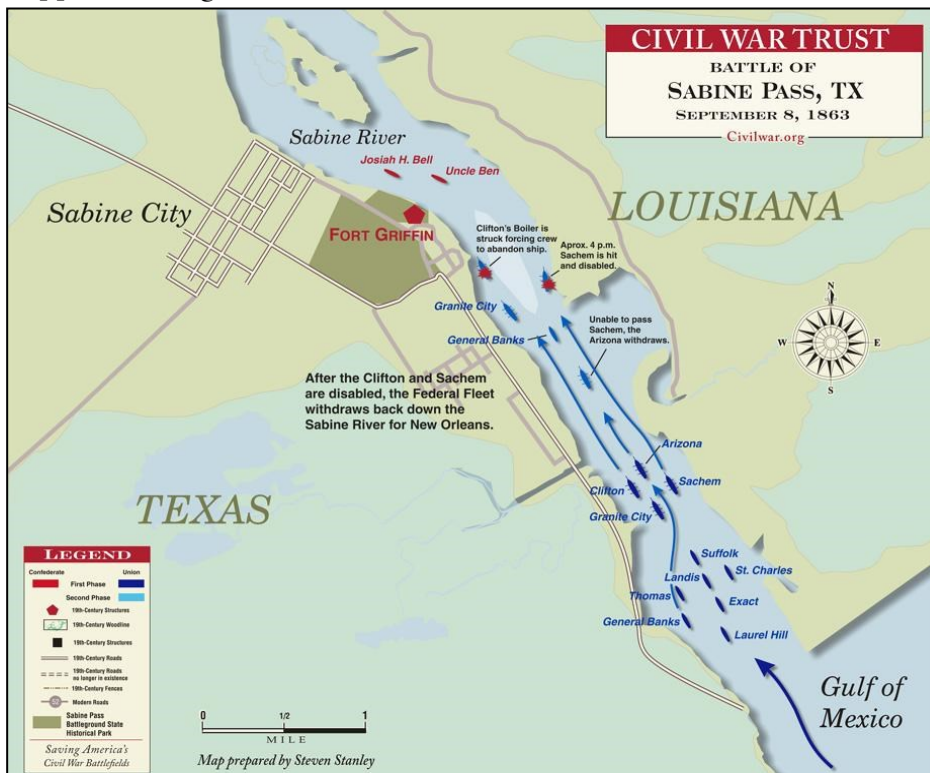 CIVIL WAR TRUST
BATTLE OF
SABINE PASS, TX
SEPTEMBER 8, 1863
Civilwar.org
Sabine River
Josiah H. Bell
Uncle Ben
Sabine City
FORT GRIFFIN
LOUISIANA
Clifton's Boiler is
struck forcing crew
to abandon ship.
Aprox. 4 p.m.
Sachem is hit
and disabled.
Granite City
General Banks
Unable to pass
Sachem, the
Arizona withdraws.
N
W
E
S
After the Clifton and Sachem
are disabled, the Federal Fleet
withdraws back down the
Sabine River for New Orleans.
Arizona
Clifton
Sachem
Granite City
TEXAS
Suffolk
St. Charles
Landis
Thomas
Exact
General Banks
Laurel Hill
Gulf of
Mexico
LEGEND
Confederate
Union
First Phase
Second Phase
19th-Century Structures
19th-Century Woodline
19th-Century Structures
19th-Century Roads
19th-Century Roads
no longer in existence
19th-Century Fences
Modern Roads
Sabine Pass
Battleground State
Historical Park
Saving America's
Civil War Battlefields
0
1/2
1
MILE
Map prepared by Steven Stanley